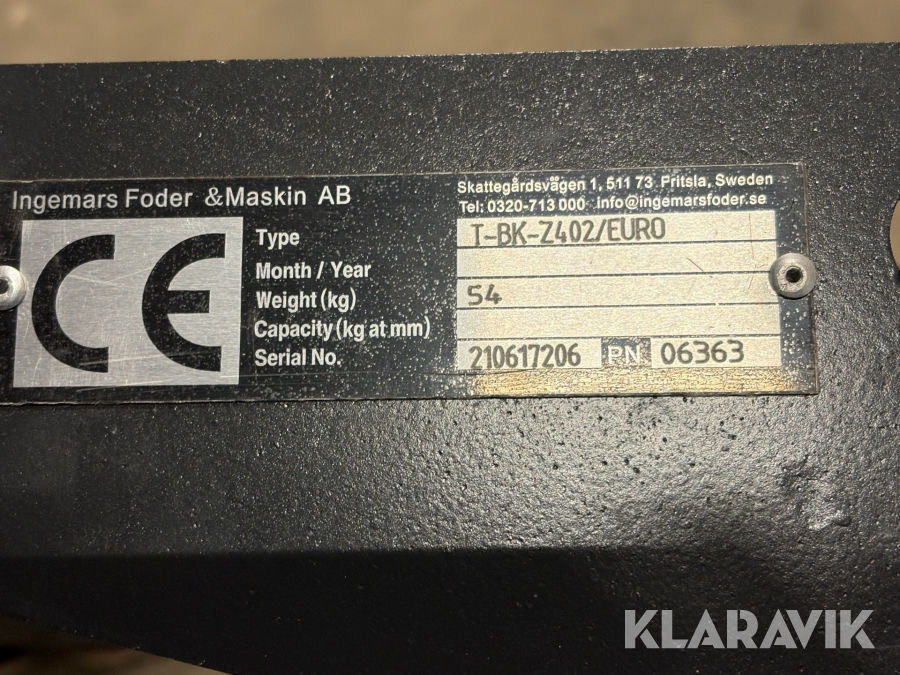 Ingemars Foder & Maskin AB
Skattegårdsvägen 1, 511 73 Fritsla, Sweden
Tel: 0320-713 000 info@ingemarsfoder.se
CE
Type T-BK-Z402/EURO
Month / Year
Weight (kg) 54
Capacity (kg at mm)
Serial No. 210617206 PN 06363
KLARAVIK